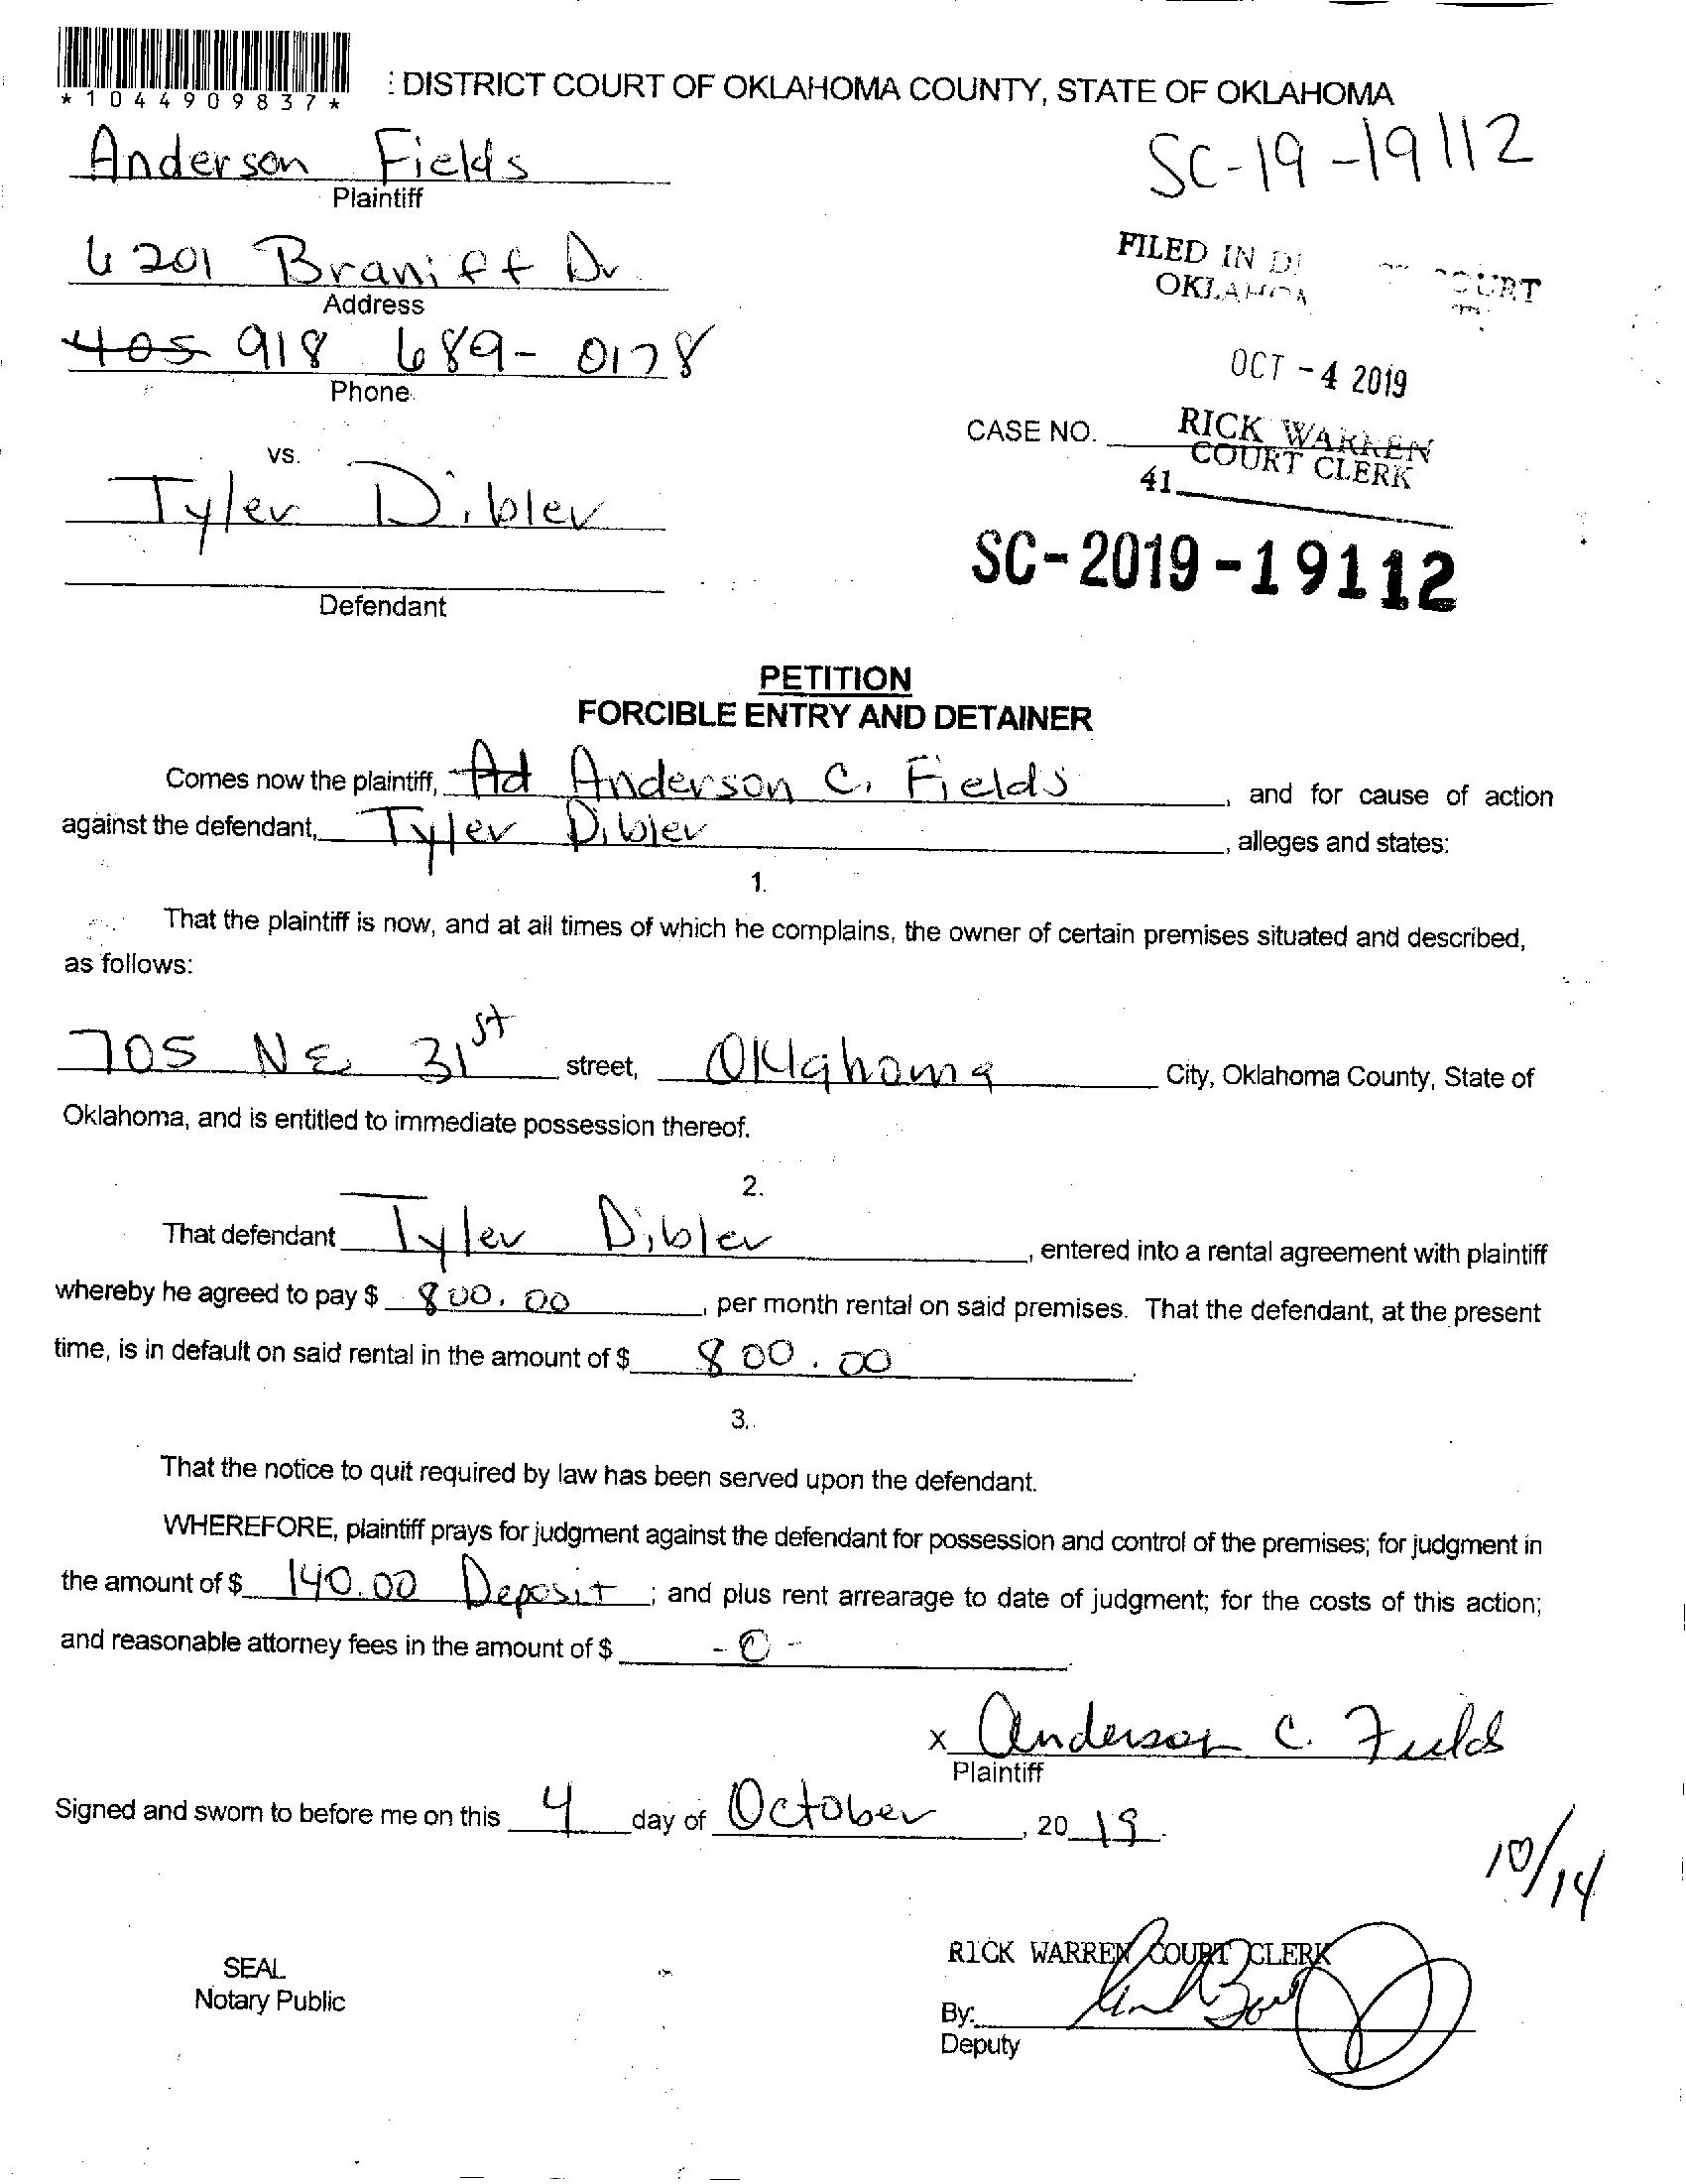 *1044909837*
: DISTRICT COURT OF OKLAHOMA COUNTY, STATE OF OKLAHOMA
Anderson Fields
Plaintiff
SC-19-19112
6201 Braniff Dr.
Address
FILED IN DI COURT
OKLAHOMA
405 918 689-0178
Phone
OCT -4 2019
CASE NO.
RICK WARREN
COURT CLERK
41
vs.
Tyler Dibler
Defendant
SC-2019-19112
PETITION
FORCIBLE ENTRY AND DETAINER
Comes now the plaintiff, Ad Anderson C. Fields, and for cause of action
against the defendant, Tyler Dibler, alleges and states:
1.
That the plaintiff is now, and at all times of which he complains, the owner of certain premises situated and described,
as follows:
705 NE 31st street, Oklahoma City, Oklahoma County, State of
Oklahoma, and is entitled to immediate possession thereof.
2.
That defendant Tyler Dibler, entered into a rental agreement with plaintiff
whereby he agreed to pay $ 800.00, per month rental on said premises. That the defendant, at the present
time, is in default on said rental in the amount of $ 800.00.
3.
That the notice to quit required by law has been served upon the defendant.
WHEREFORE, plaintiff prays for judgment against the defendant for possession and control of the premises; for judgment in
the amount of $ 140.00 Deposit; and plus rent arrearage to date of judgment; for the costs of this action;
and reasonable attorney fees in the amount of $ -0-.
x Anderson C. Fields
Plaintiff
Signed and sworn to before me on this 4 day of October, 2019.
10/14
SEAL
Notary Public
RICK WARREN COURT CLERK
By:
Deputy